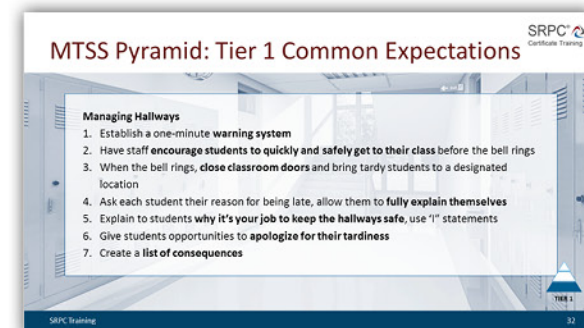 SRPC
Certificate Training
MTSS Pyramid: Tier 1 Common Expectations
Managing Hallways
1. Establish a one-minute warning system
2. Have staff encourage students to quickly and safely get to their class before the bell rings
3. When the bell rings, close classroom doors and bring tardy students to a designated
location
4. Ask each student their reason for being late, allow them to fully explain themselves
5. Explain to students why it's your job to keep the hallways safe, use 'I" statements
6. Give students opportunities to apologize for their tardiness
7. Create a list of consequences
TIER 1
SRPC Training
32